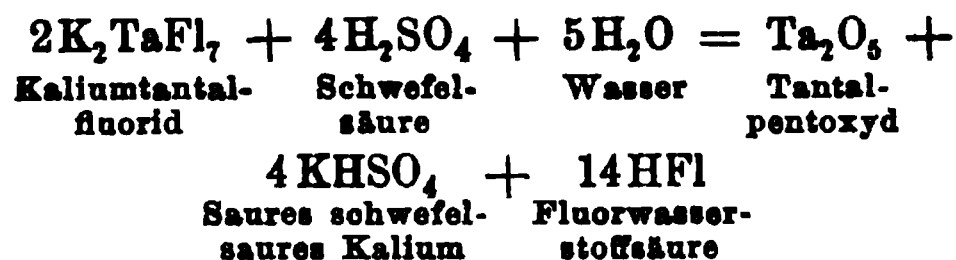 2K₂TaFl₇ + 4H₂SO₄ + 5H₂O = Ta₂O₅ +
Kaliumtantal- Schwefel- Wasser Tantal-
fluorid säure pentoxyd
4KHSO₄ + 14HFl
Saures schwefel- Fluorwasser-
saures Kalium stoffsäure